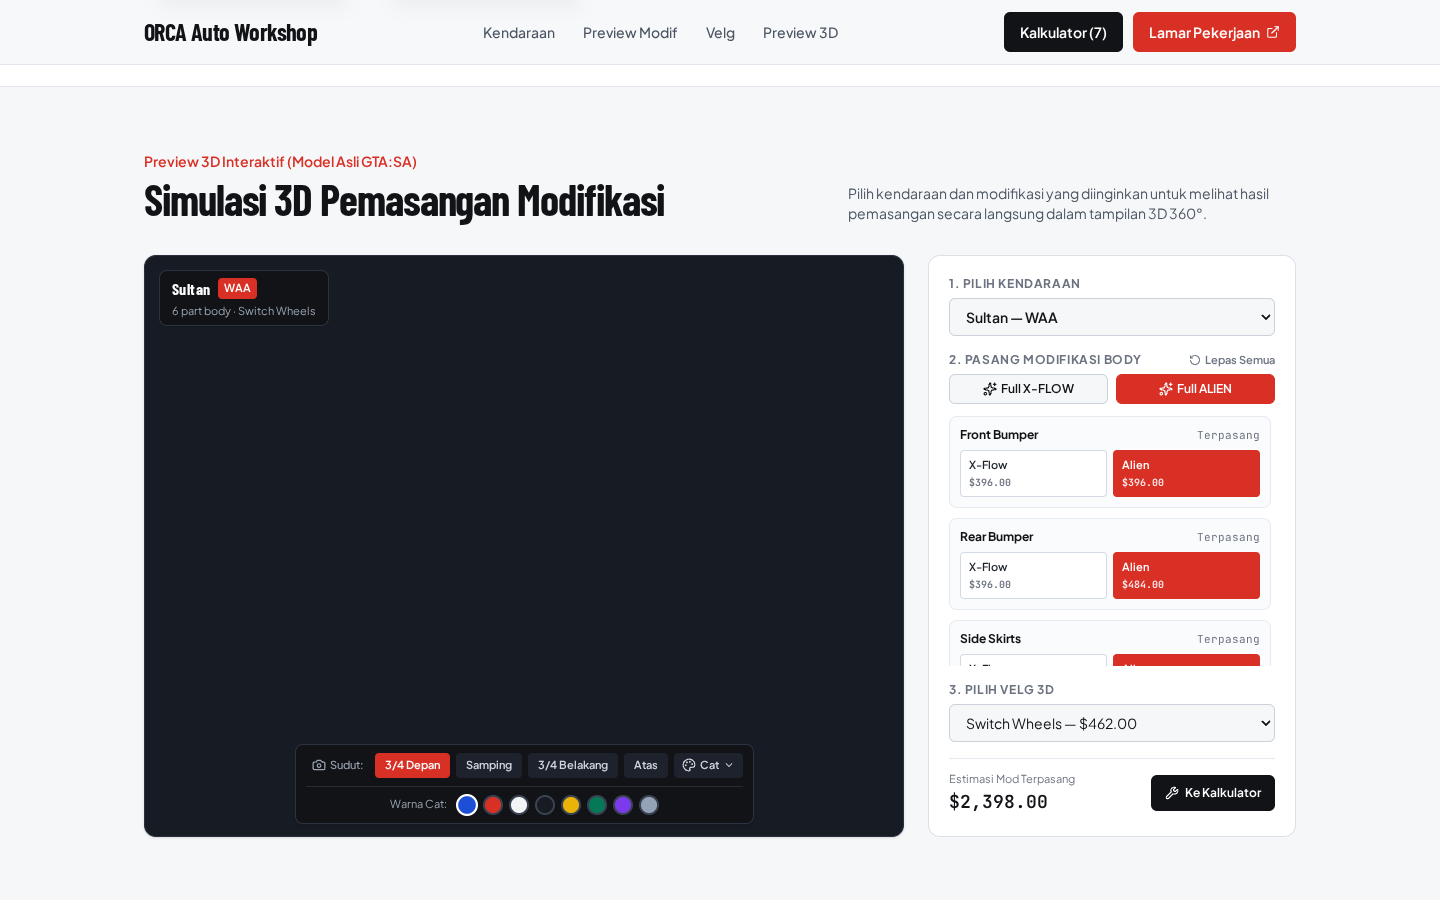 ORCA Auto Workshop
Kendaraan
Preview Modif
Velg
Preview 3D
Kalkulator (7)
Lamar Pekerjaan
Preview 3D Interaktif (Model Asli GTA:SA)
Simulasi 3D Pemasangan Modifikasi
Pilih kendaraan dan modifikasi yang diinginkan untuk melihat hasil
pemasangan secara langsung dalam tampilan 3D 360°.
Sultan WAA
6 part body · Switch Wheels
Sudut:
3/4 Depan
Samping
3/4 Belakang
Atas
Cat
Warna Cat:
1. PILIH KENDARAAN
Sultan — WAA
2. PASANG MODIFIKASI BODY
Lepas Semua
Full X-FLOW
Full ALIEN
Front Bumper
Terpasang
X-Flow
$396.00
Alien
$396.00
Rear Bumper
Terpasang
X-Flow
$396.00
Alien
$484.00
Side Skirts
Terpasang
3. PILIH VELG 3D
Switch Wheels — $462.00
Estimasi Mod Terpasang
$2,398.00
Ke Kalkulator